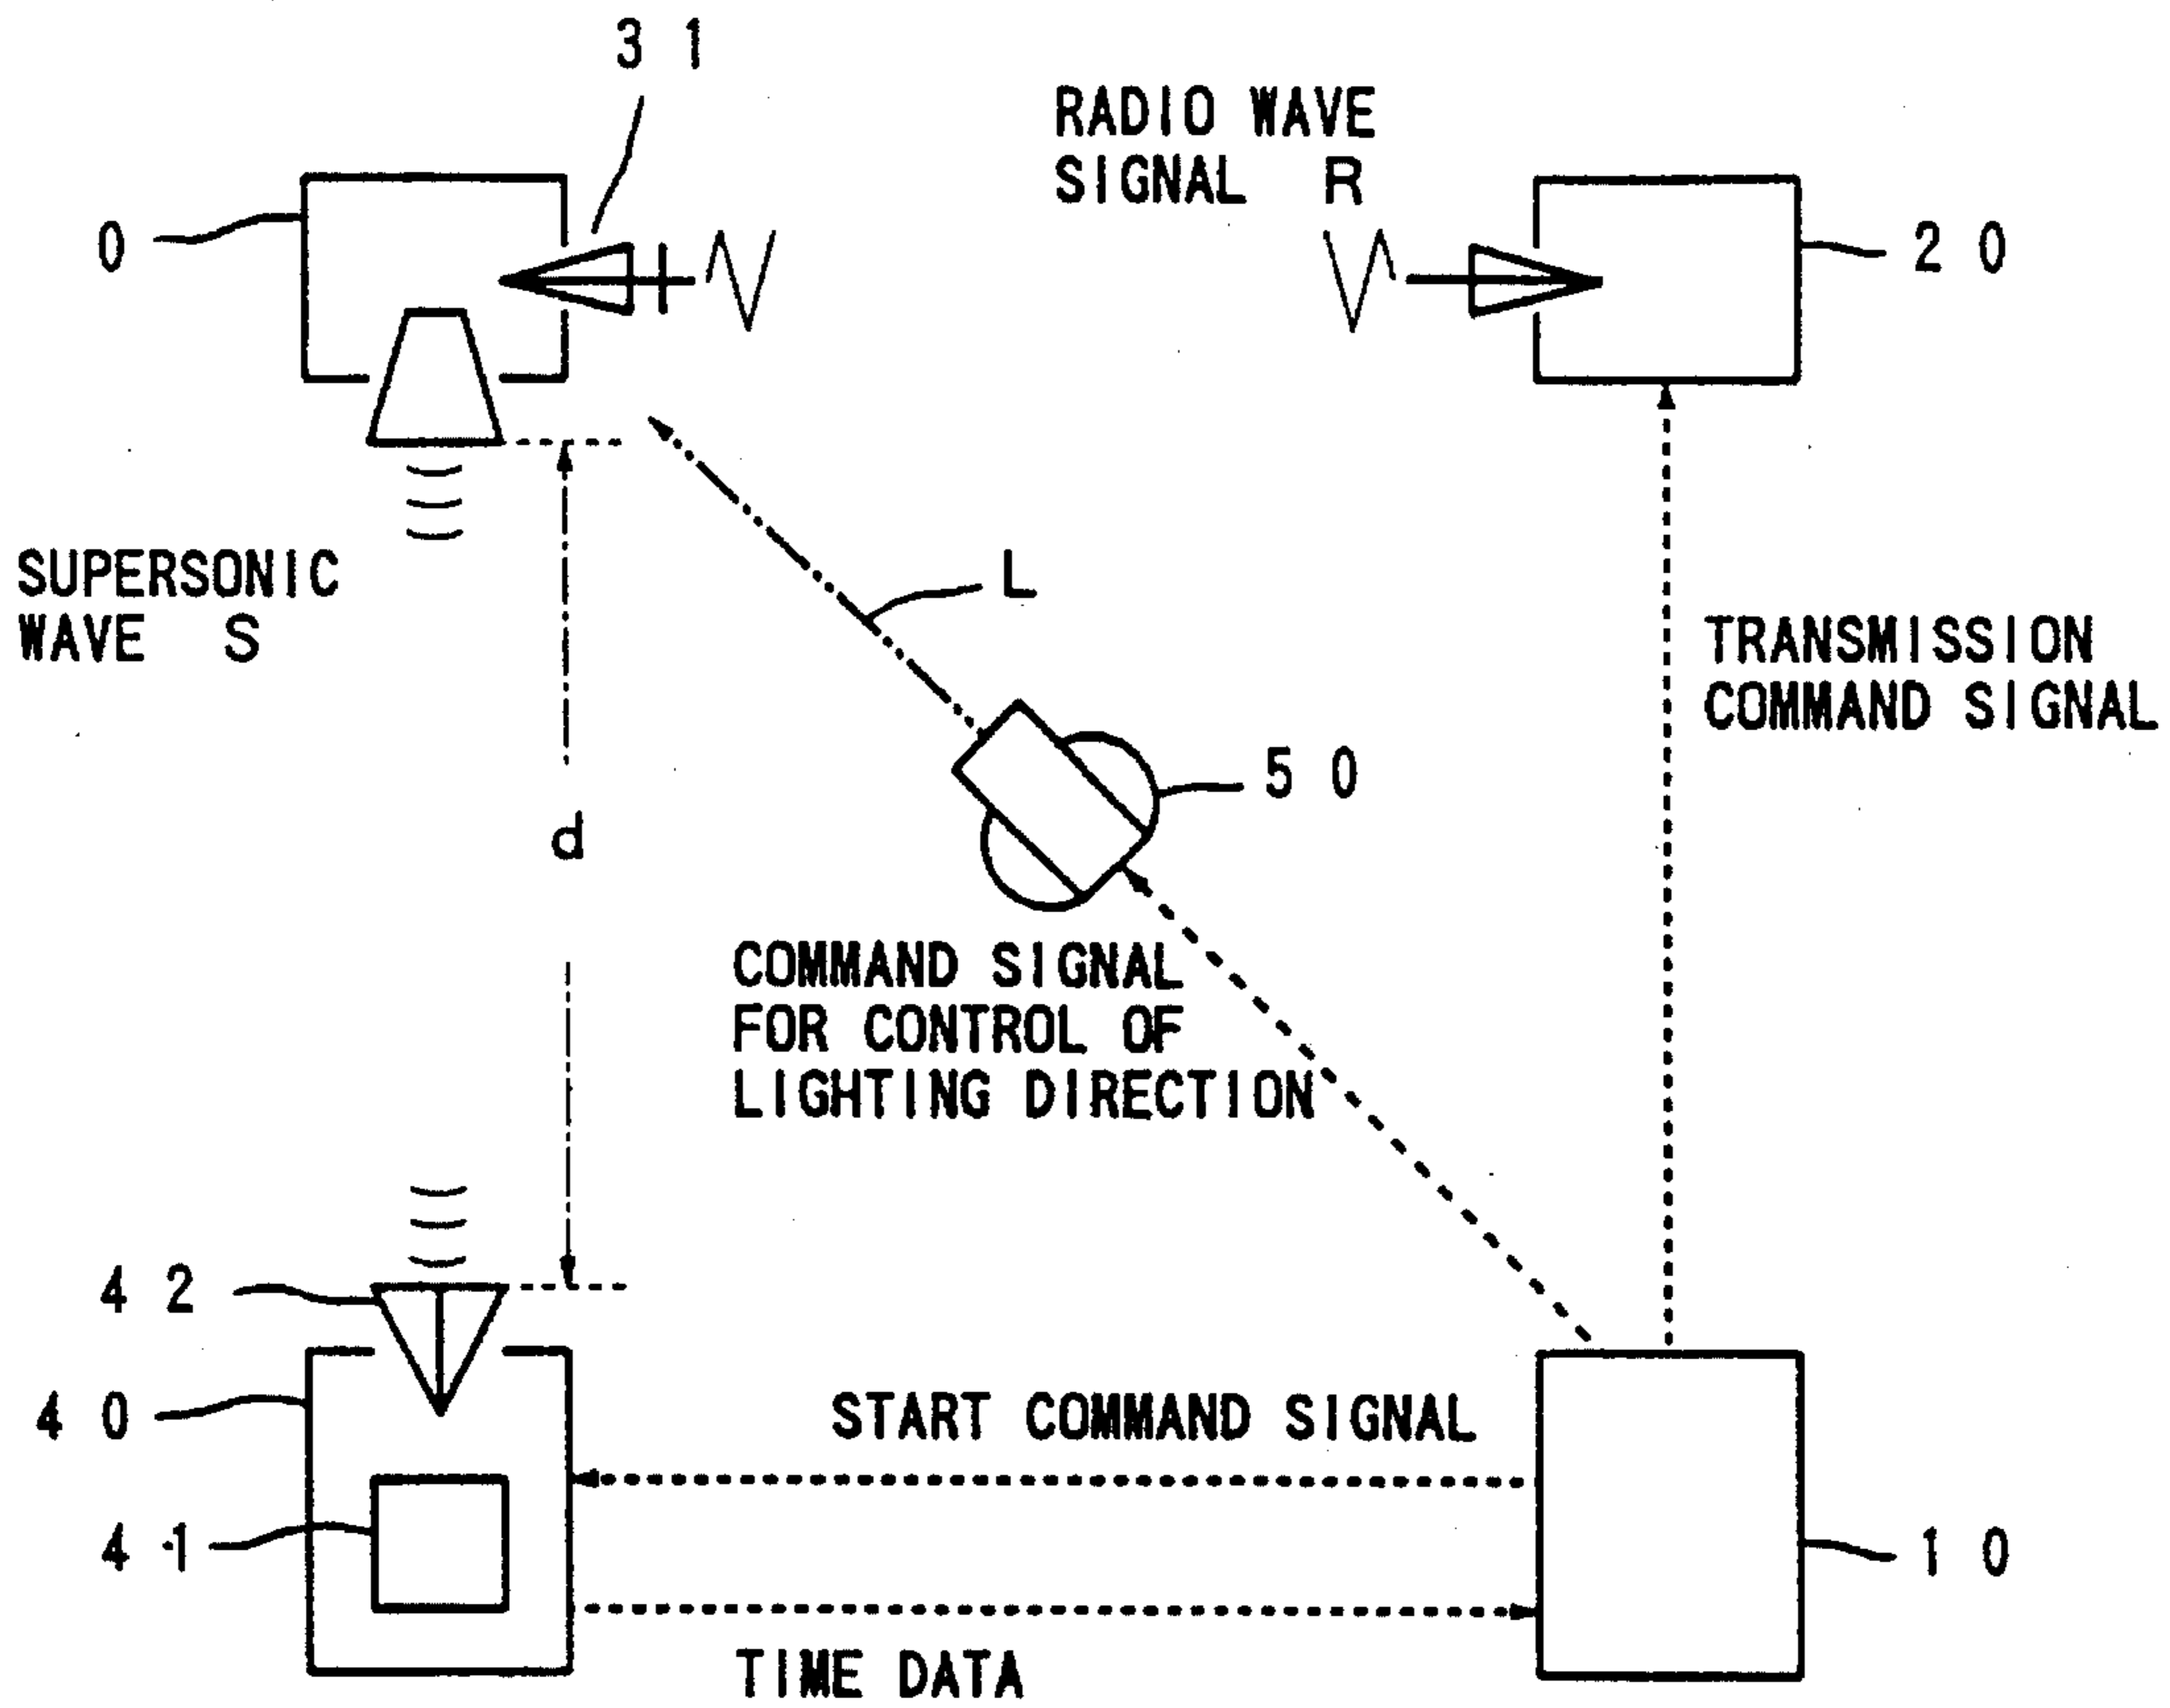 3 1
RADIO WAVE
SIGNAL R
0
2 0
SUPERSONIC
WAVE S
L
TRANSMISSION
COMMAND SIGNAL
5 0
d
COMMAND SIGNAL
FOR CONTROL OF
LIGHTING DIRECTION
4 2
4 0
START COMMAND SIGNAL
4 1
1 0
TIME DATA